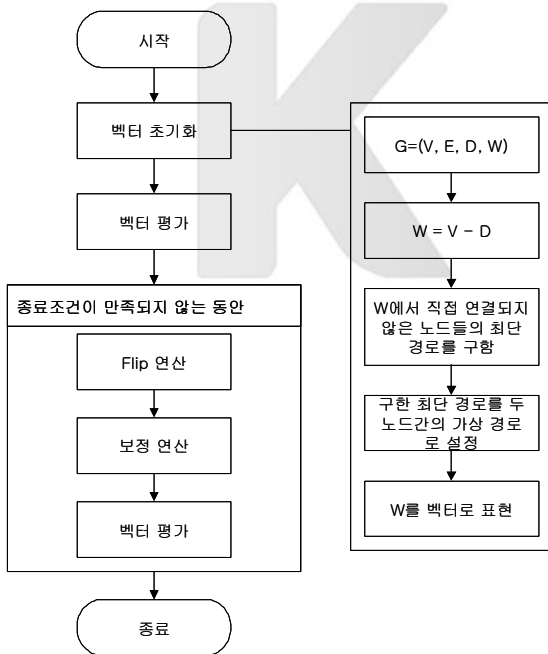 시작
벡터 초기화
벡터 평가
종료조건이 만족되지 않는 동안
Flip 연산
보정 연산
벡터 평가
종료
G=(V, E, D, W)
W = V - D
W에서 직접 연결되지
않은 노드들의 최단
경로를 구함
구한 최단 경로를 두
노드간의 가상 경로
로 설정
W를 벡터로 표현